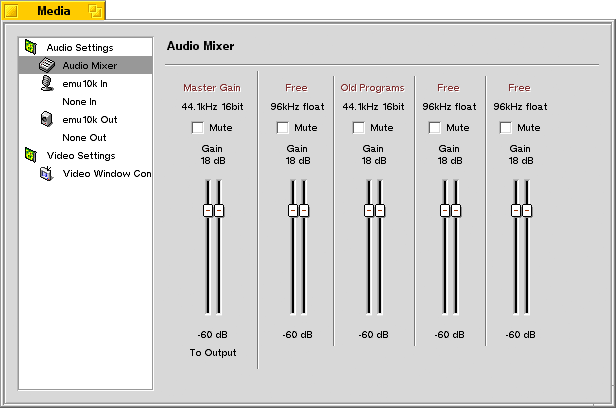 Media
Audio Settings
Audio Mixer
emu10k In
None In
emu10k Out
None Out
Video Settings
Video Window Con
Audio Mixer
Master Gain Free Old Programs Free Free
44.1kHz 16bit 96kHz float 44.1kHz 16bit 96kHz float 96kHz float
Mute Mute Mute Mute Mute
Gain Gain Gain Gain Gain
18 dB 18 dB 18 dB 18 dB 18 dB
-60 dB -60 dB -60 dB -60 dB -60 dB
To Output